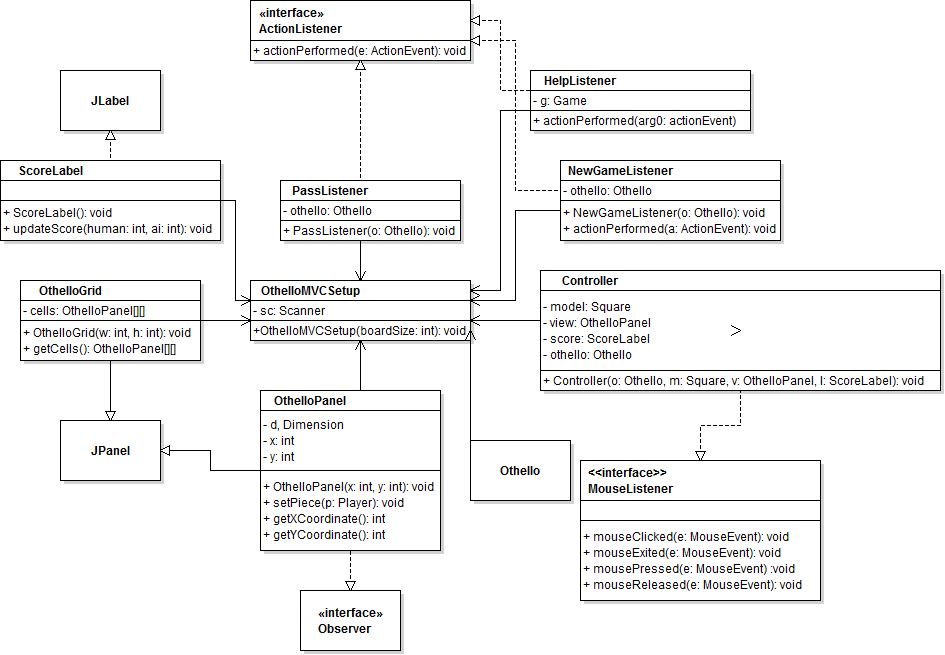 «interface»
ActionListener
+ actionPerformed(e: ActionEvent): void
HelpListener
- g: Game
+ actionPerformed(arg0: actionEvent)
JLabel
ScoreLabel
+ ScoreLabel(): void
+ updateScore(human: int, ai: int): void
PassListener
- othello: Othello
+ PassListener(o: Othello): void
NewGameListener
- othello: Othello
+ NewGameListener(o: Othello): void
+ actionPerformed(a: ActionEvent): void
OthelloGrid
- cells: OthelloPanel[][]
+ OthelloGrid(w: int, h: int): void
+ getCells(): OthelloPanel[][]
OthelloMVCSetup
- sc: Scanner
+OthelloMVCSetup(boardSize: int): void
Controller
- model: Square
- view: OthelloPanel
- score: ScoreLabel
- othello: Othello
+ Controller(o: Othello, m: Square, v: OthelloPanel, l: ScoreLabel): void
JPanel
OthelloPanel
- d, Dimension
- x: int
- y: int
+ OthelloPanel(x: int, y: int): void
+ setPiece(p: Player): void
+ getXCoordinate(): int
+ getYCoordinate(): int
Othello
<<interface>>
MouseListener
+ mouseClicked(e: MouseEvent): void
+ mouseExited(e: MouseEvent): void
+ mousePressed(e: MouseEvent) :void
+ mouseReleased(e: MouseEvent): void
«interface»
Observer